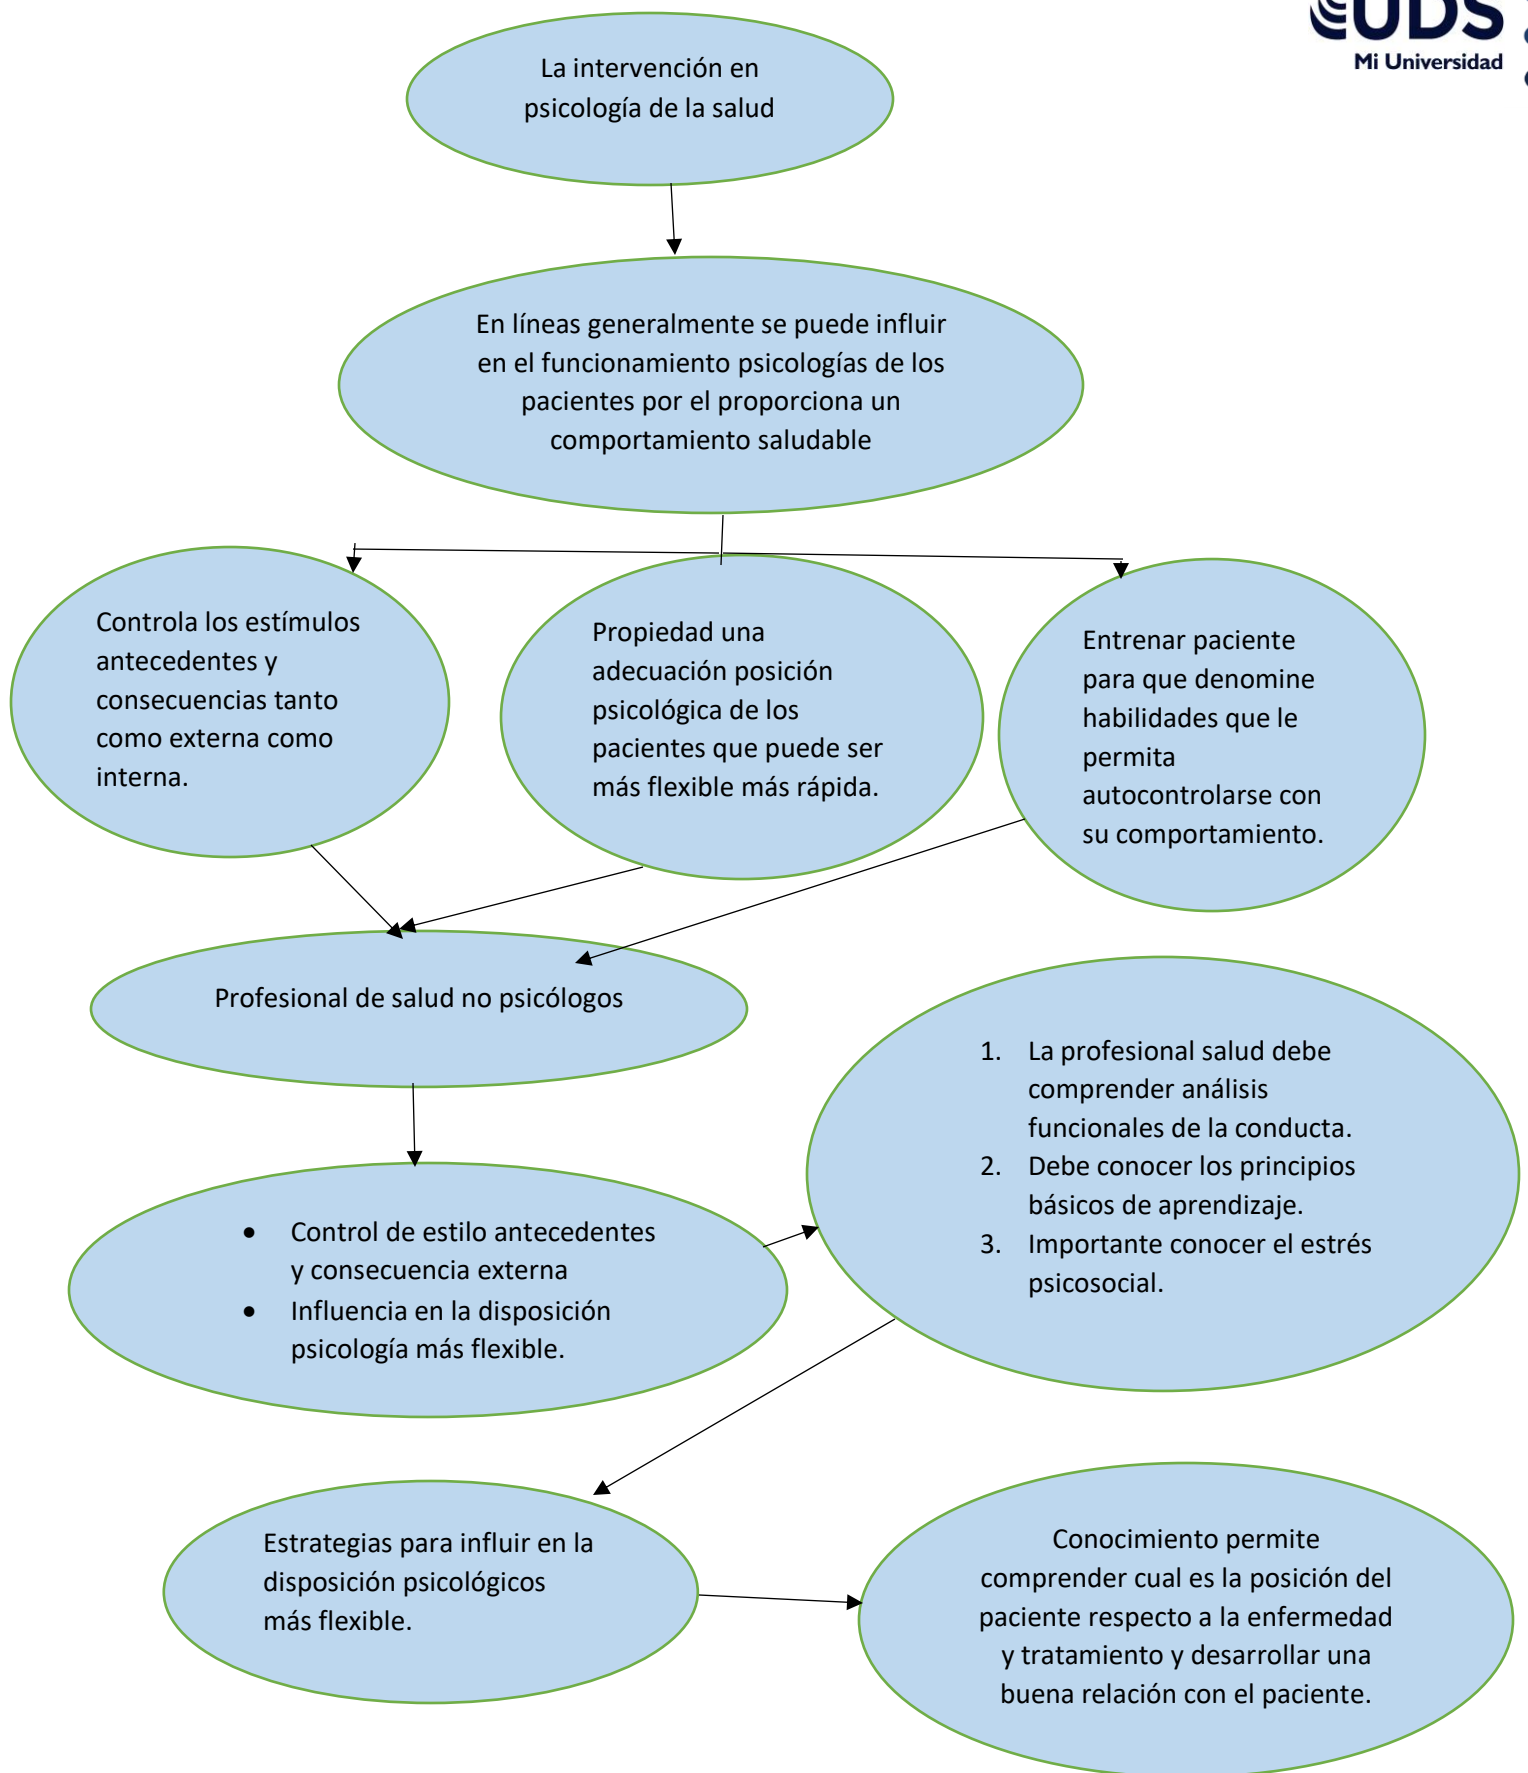 UDS
Mi Universidad
La intervención en
psicología de la salud
En líneas generalmente se puede influir
en el funcionamiento psicologías de los
pacientes por el proporciona un
comportamiento saludable
Controla los estímulos
antecedentes y
consecuencias tanto
como externa como
interna.
Propiedad una
adecuación posición
psicológica de los
pacientes que puede ser
más flexible más rápida.
Entrenar paciente
para que denomine
habilidades que le
permita
autocontrolarse con
su comportamiento.
Profesional de salud no psicólogos
1. La profesional salud debe
comprender análisis
funcionales de la conducta.
2. Debe conocer los principios
básicos de aprendizaje.
3. Importante conocer el estrés
psicosocial.
• Control de estilo antecedentes
y consecuencia externa
• Influencia en la disposición
psicología más flexible.
Estrategias para influir en la
disposición psicológicos
más flexible.
Conocimiento permite
comprender cual es la posición del
paciente respecto a la enfermedad
y tratamiento y desarrollar una
buena relación con el paciente.